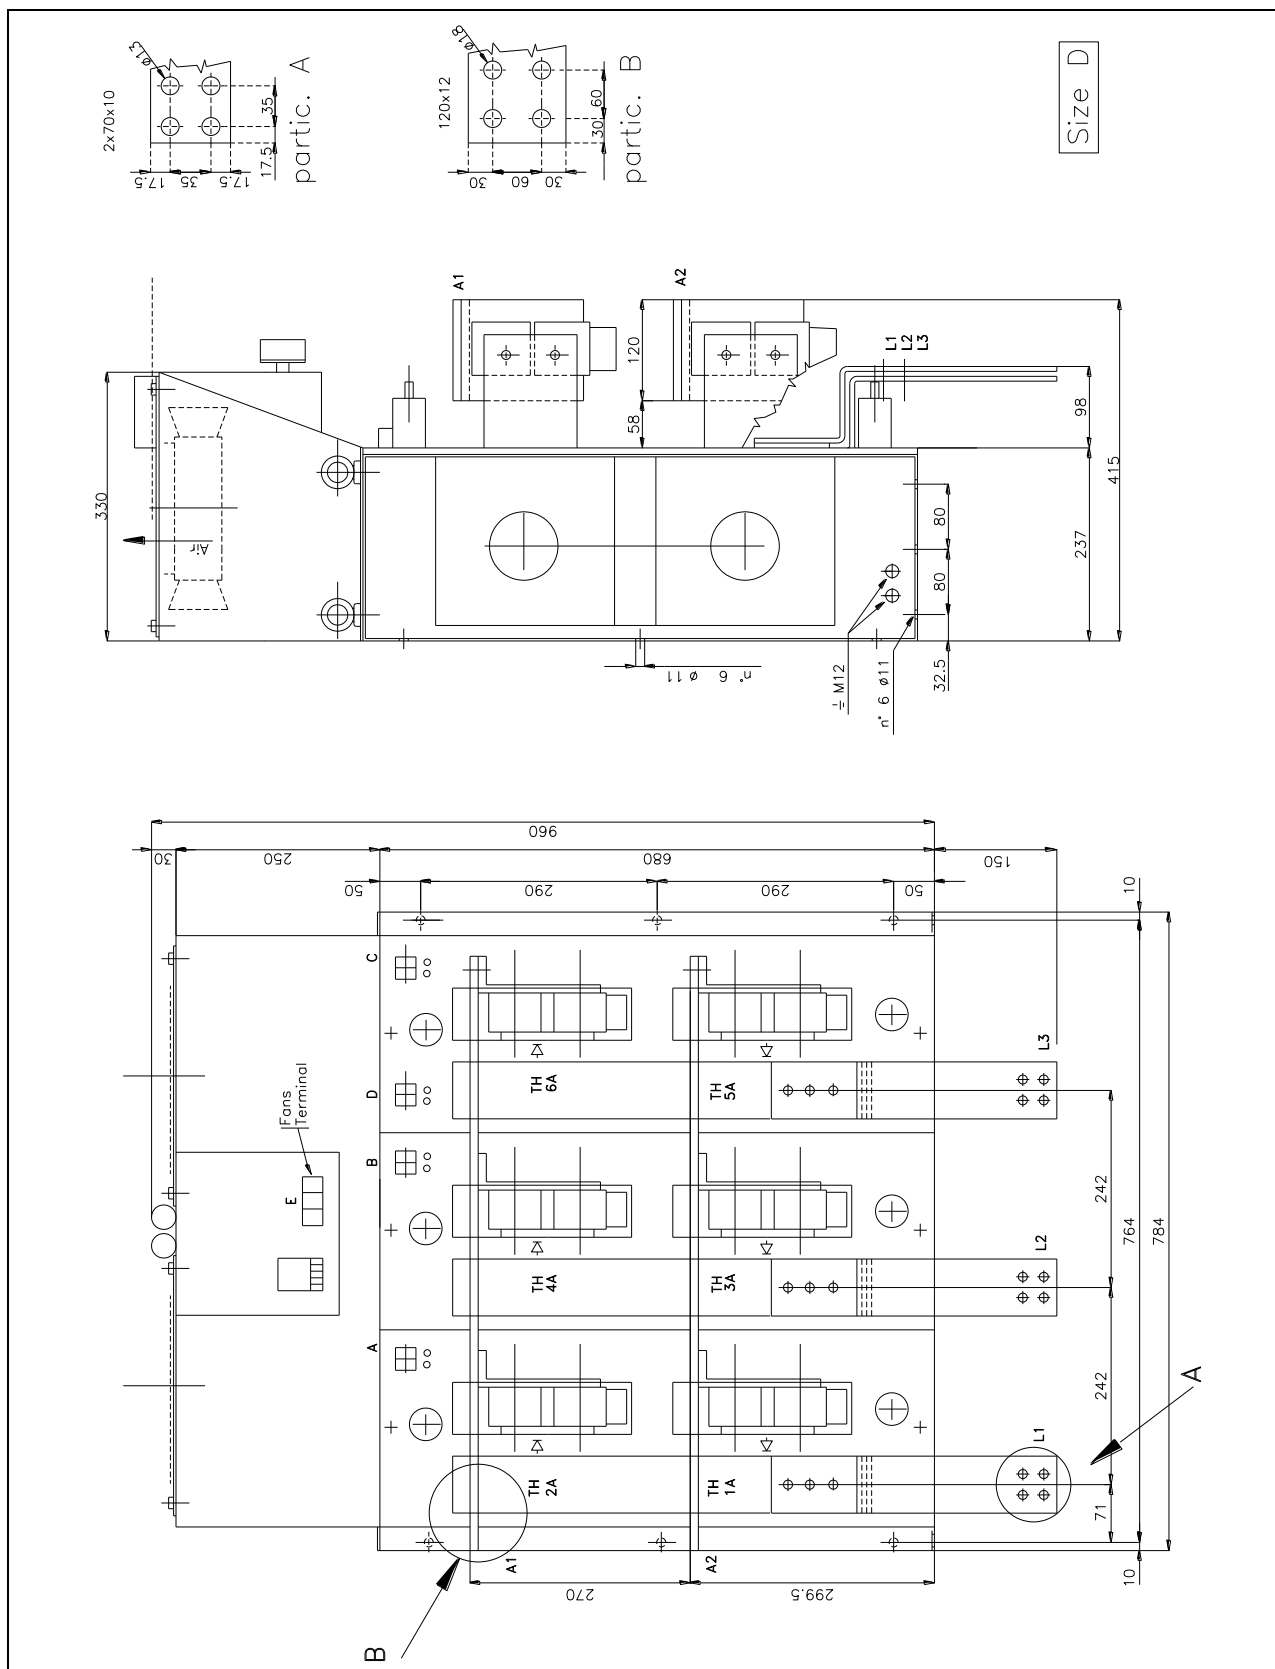 Size D
2x70x10
ø13
35
17.5
17.5
35
17.5
partic. A
120x12
ø18
60
30
30
60
30
partic. B
330
Air
A1
A2
120
58
L1
L2
L3
98
415
237
80
80
32.5
n° 6 ø11
M12
n° 6 ø11
960
30
250
680
150
50
290
290
50
10
C
D
B
A
Fans
Terminal
E
TH
6A
TH
5A
L3
TH
4A
TH
3A
L2
TH
2A
TH
1A
L1
242
242
71
764
784
10
A1
A2
270
299.5
B
A